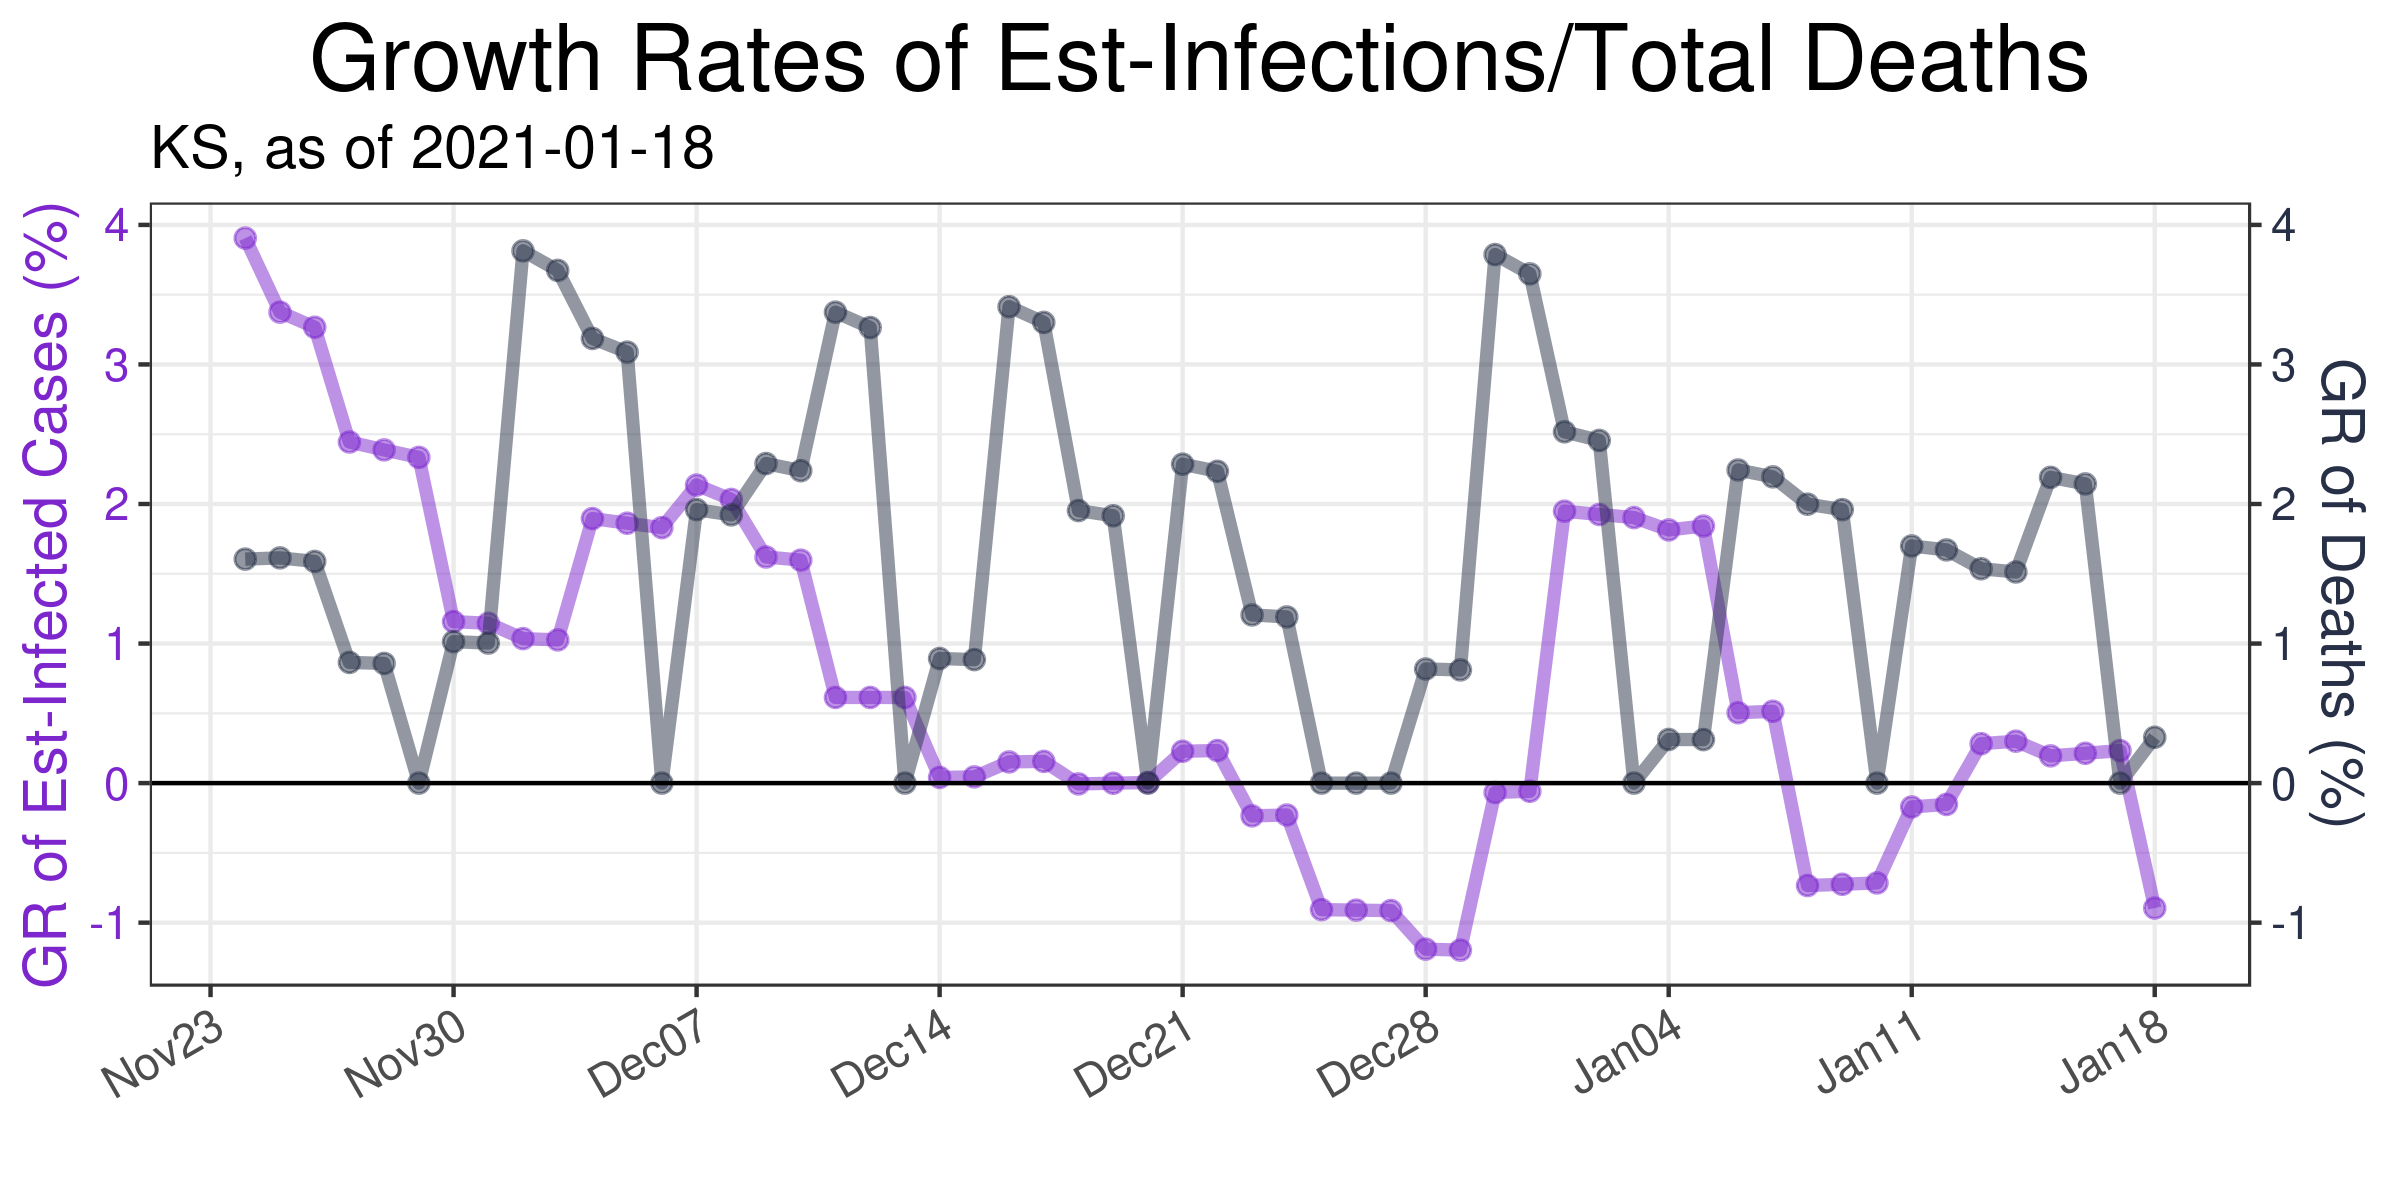 Growth Rates of Est-Infections/Total Deaths
KS, as of 2021-01-18
GR of Est-Infected Cases (%)
4
3
2
1
0
-1
4
3
2
1
0
-1
GR of Deaths (%)
Nov23
Nov30
Dec07
Dec14
Dec21
Dec28
Jan04
Jan11
Jan18